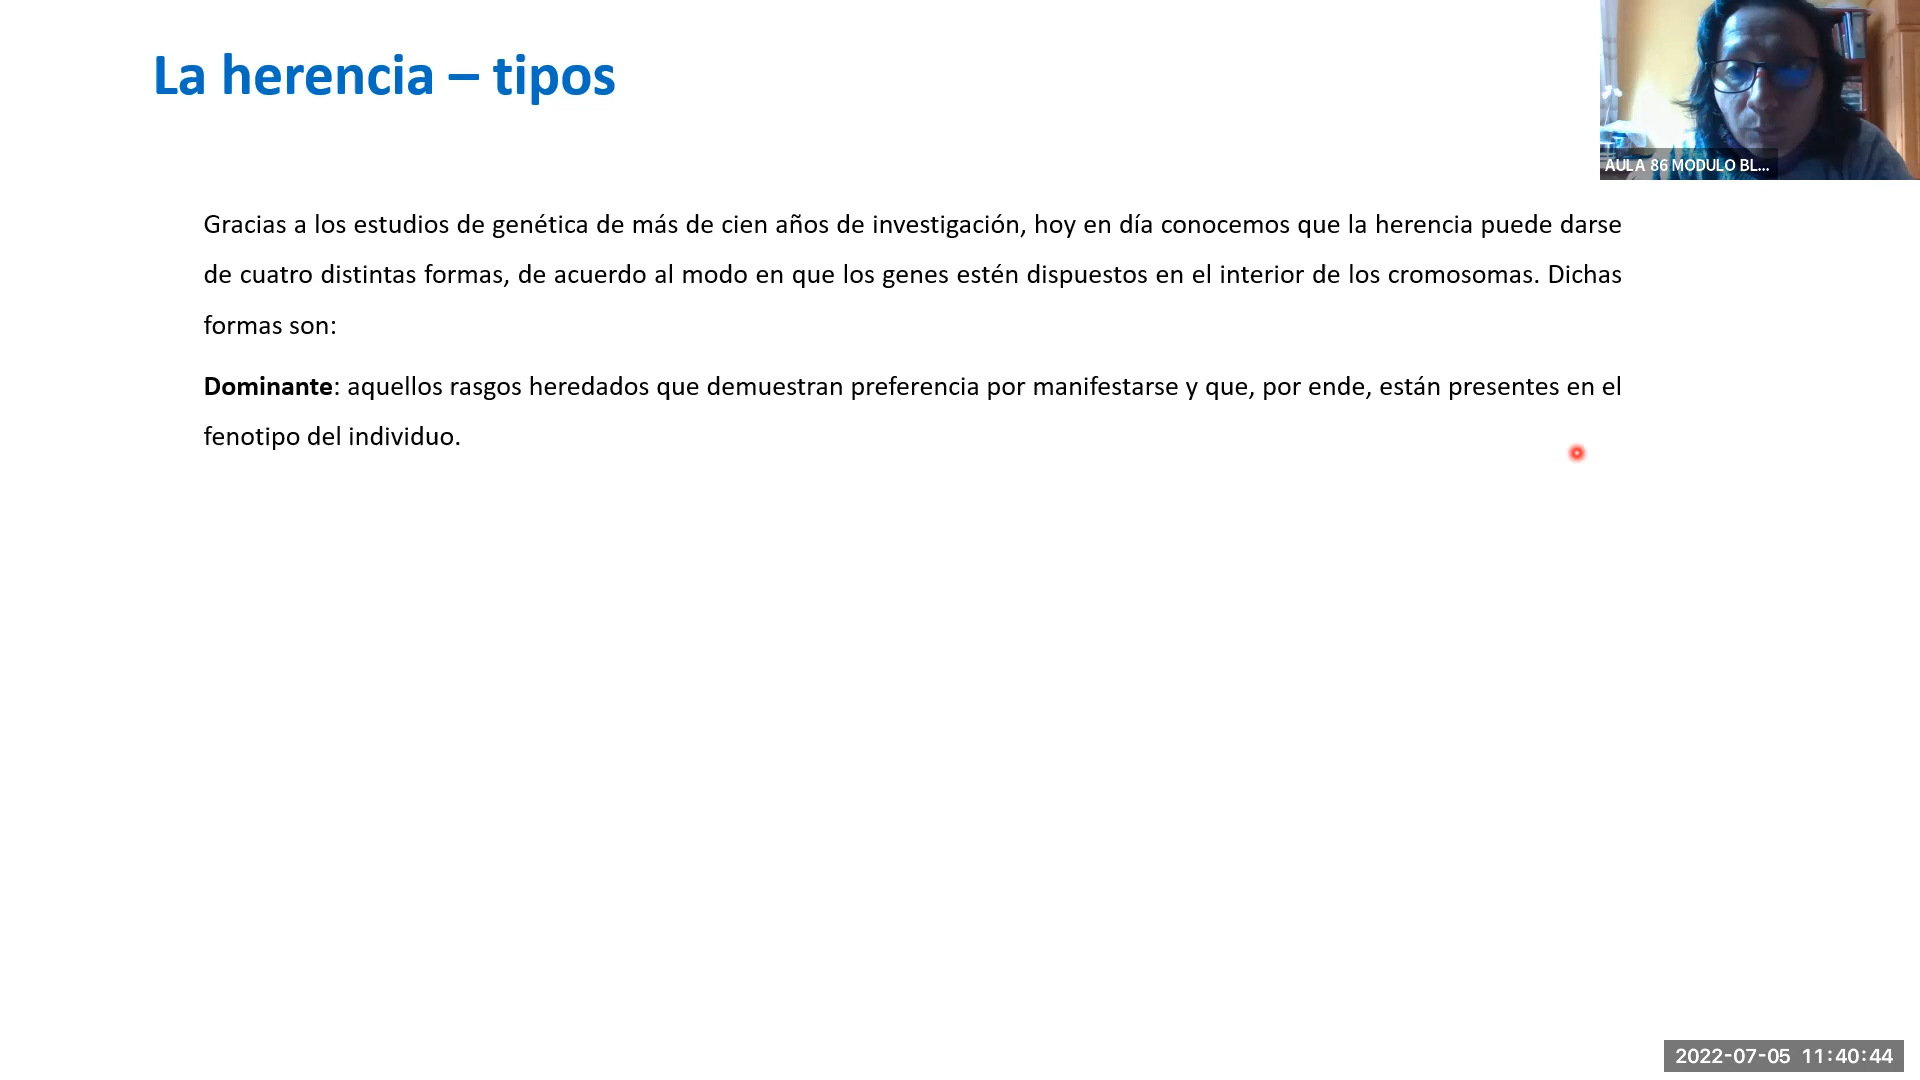 La herencia – tipos
AULA 86 MODULO BL...
Gracias a los estudios de genética de más de cien años de investigación, hoy en día conocemos que la herencia puede darse
de cuatro distintas formas, de acuerdo al modo en que los genes estén dispuestos en el interior de los cromosomas. Dichas
formas son:
Dominante: aquellos rasgos heredados que demuestran preferencia por manifestarse y que, por ende, están presentes en el
fenotipo del individuo.
2022-07-05 11:40:44